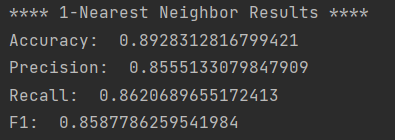 **** 1-Nearest Neighbor Results ****
Accuracy:  0.8928312816799421
Precision:  0.8555133079847909
Recall:  0.8620689655172413
F1:  0.8587786259541984